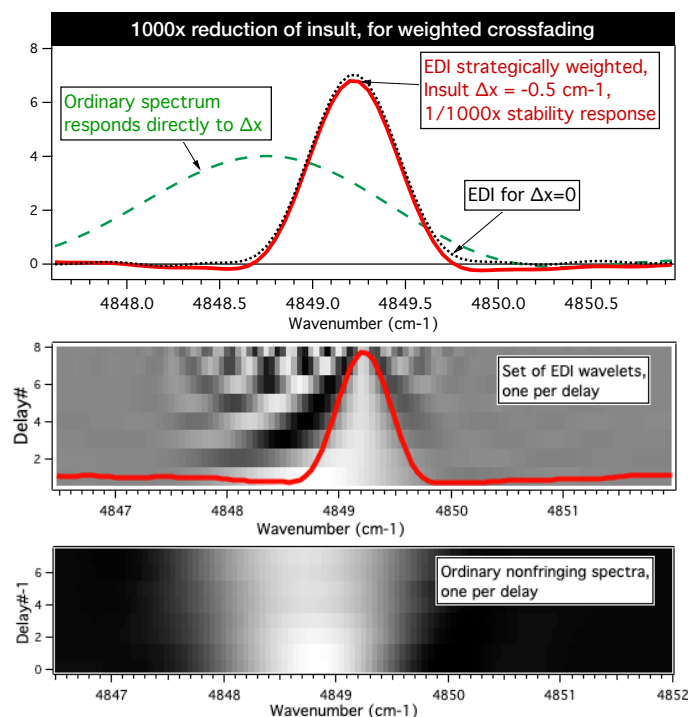 1000x reduction of insult, for weighted crossfading
8
6
4
2
0
EDI strategically weighted,
Insult Δx = -0.5 cm-1,
1/1000x stability response
Ordinary spectrum
responds directly to Δx
EDI for Δx=0
4848.0 4848.5 4849.0 4849.5 4850.0 4850.5
Wavenumber (cm-1)
8
6
4
2
Delay#
Set of EDI wavelets,
one per delay
4847 4848 4849 4850 4851
Wavenumber (cm-1)
6
4
2
0
Delay#-1
Ordinary nonfringing spectra,
one per delay
4847 4848 4849 4850 4851 4852
Wavenumber (cm-1)